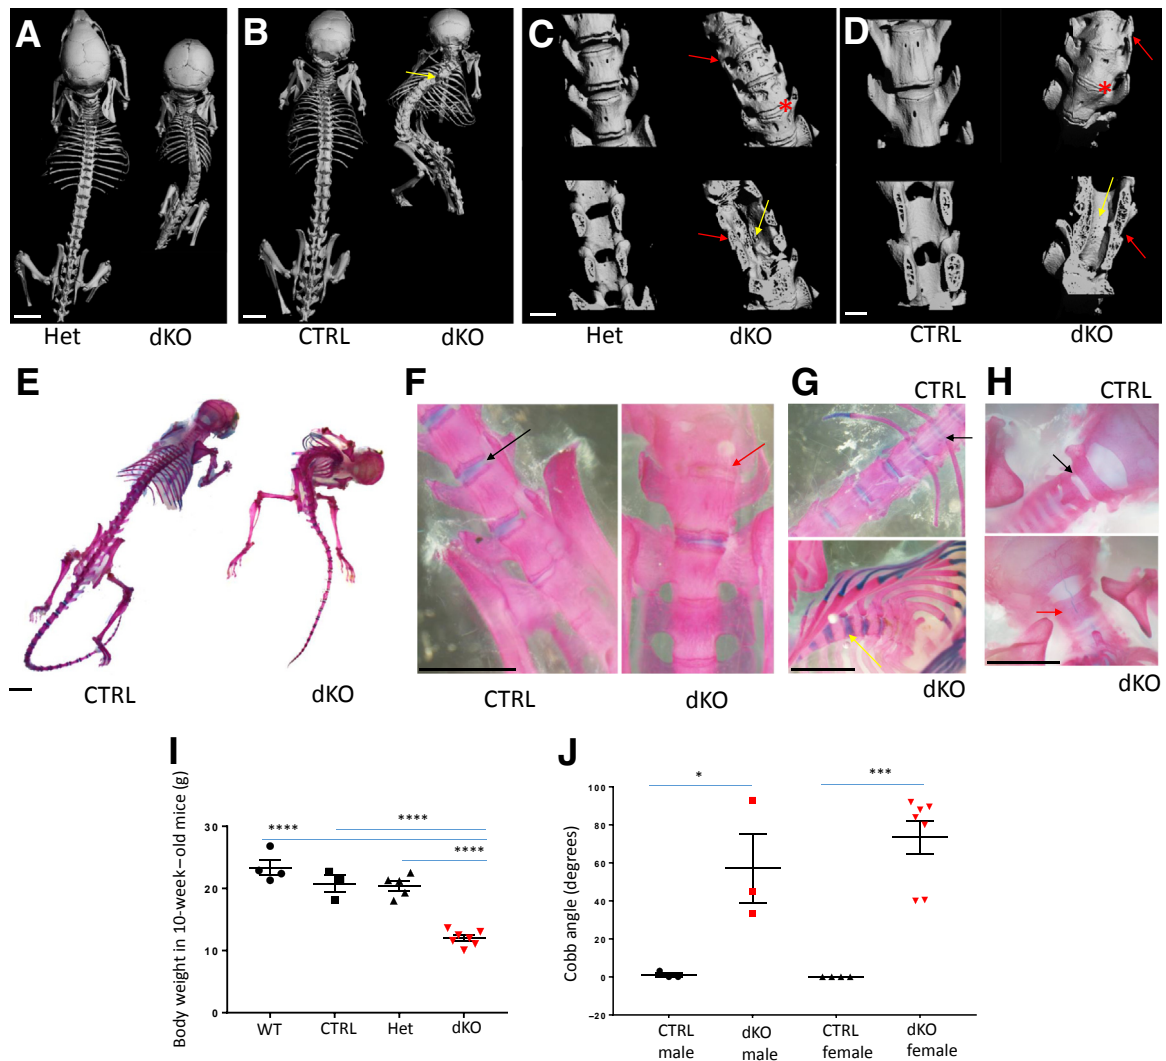 A
B
C
D
Het
dKO
CTRL
dKO
Het
dKO
CTRL
dKO
*
*
E
F
G
H
CTRL
CTRL
CTRL
dKO
CTRL
dKO
dKO
dKO
I
J
Body weight in 10-week–old mice (g)
30
20
10
0
****
****
****
WT
CTRL
Het
dKO
Cobb angle (degrees)
100
80
60
40
20
0
–20
*
***
CTRL
male
dKO
male
CTRL
female
dKO
female